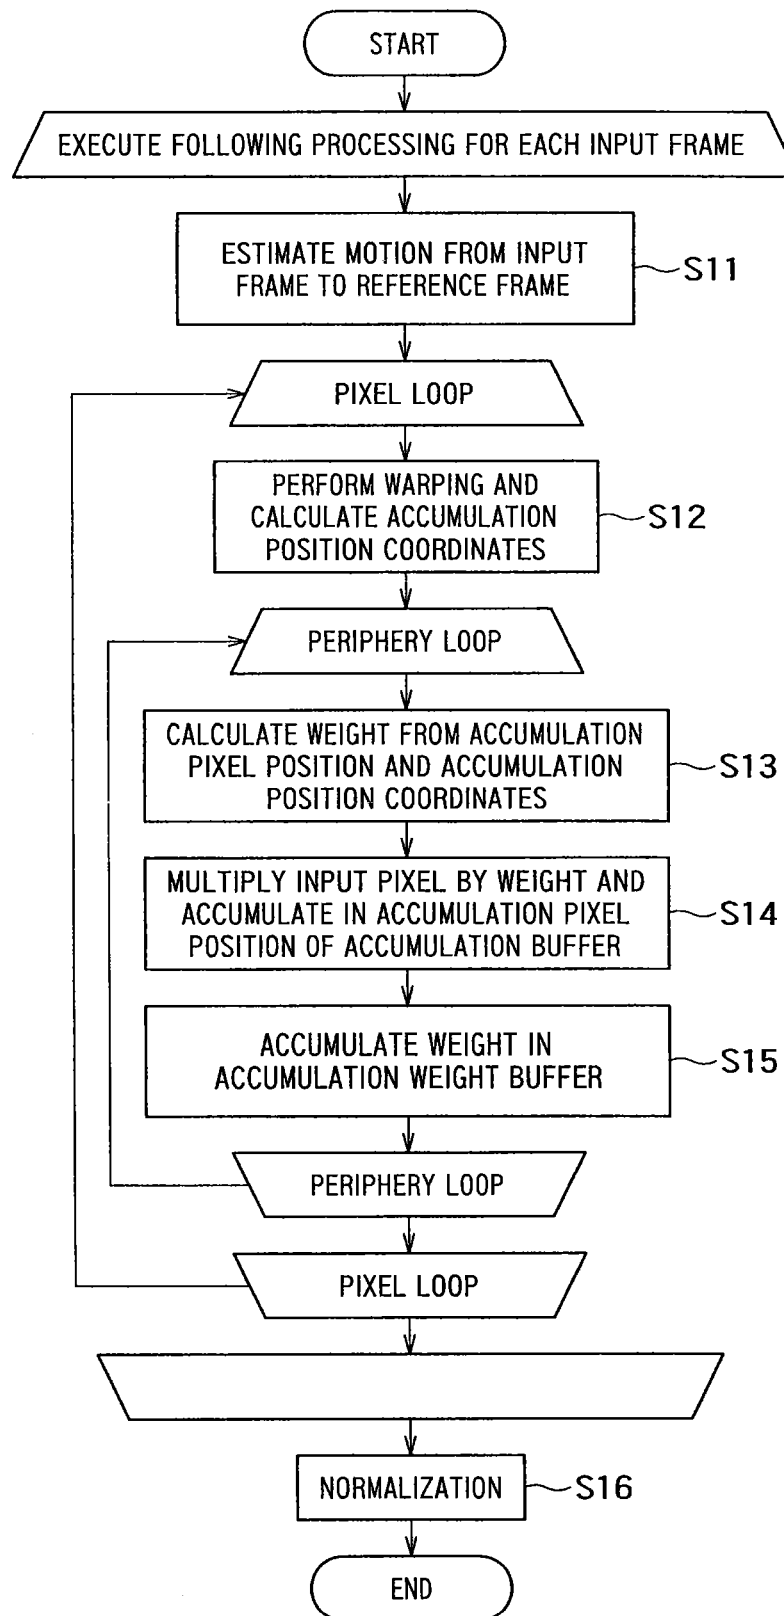 START
EXECUTE FOLLOWING PROCESSING FOR EACH INPUT FRAME
ESTIMATE MOTION FROM INPUT
FRAME TO REFERENCE FRAME
S11
PIXEL LOOP
PERFORM WARPING AND
CALCULATE ACCUMULATION
POSITION COORDINATES
S12
PERIPHERY LOOP
CALCULATE WEIGHT FROM ACCUMULATION
PIXEL POSITION AND ACCUMULATION
POSITION COORDINATES
S13
MULTIPLY INPUT PIXEL BY WEIGHT AND
ACCUMULATE IN ACCUMULATION PIXEL
POSITION OF ACCUMULATION BUFFER
S14
ACCUMULATE WEIGHT IN
ACCUMULATION WEIGHT BUFFER
S15
PERIPHERY LOOP
PIXEL LOOP
NORMALIZATION
S16
END